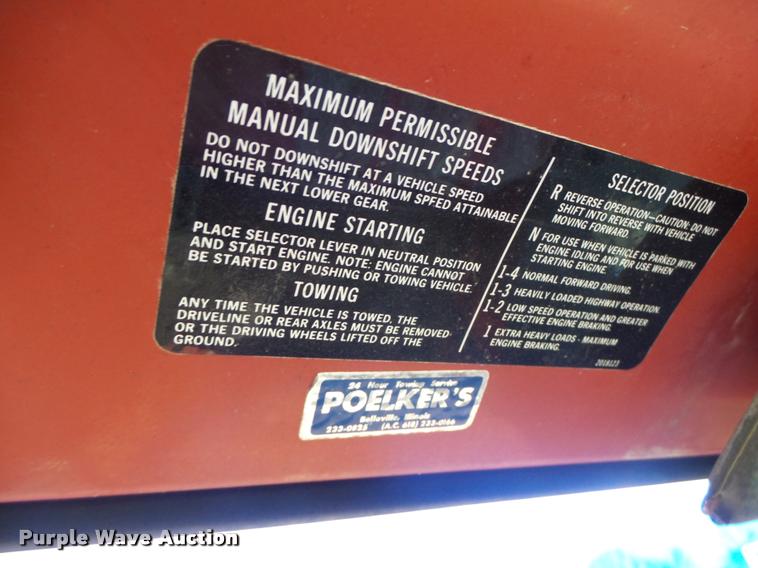 MAXIMUM PERMISSIBLE
MANUAL DOWNSHIFT SPEEDS
DO NOT DOWNSHIFT AT A VEHICLE SPEED
HIGHER THAN THE MAXIMUM SPEED ATTAINABLE
IN THE NEXT LOWER GEAR.
ENGINE STARTING
PLACE SELECTOR LEVER IN NEUTRAL POSITION
AND START ENGINE. NOTE: ENGINE CANNOT
BE STARTED BY PUSHING OR TOWING VEHICLE.
TOWING
ANY TIME THE VEHICLE IS TOWED, THE
DRIVELINE OR REAR AXLES MUST BE REMOVED
OR THE DRIVING WHEELS LIFTED OFF THE
GROUND.
SELECTOR POSITION
R REVERSE OPERATION—CAUTION: DO NOT
SHIFT INTO REVERSE WITH VEHICLE
MOVING FORWARD.
N FOR USE WHEN VEHICLE IS PARKED WITH
ENGINE IDLING AND FOR USE WHEN
STARTING ENGINE
1-4 NORMAL FORWARD DRIVING.
1-3 HEAVILY LOADED HIGHWAY OPERATION.
1-2 LOW SPEED OPERATION AND GREATER
EFFECTIVE ENGINE BRAKING.
1 EXTRA HEAVY LOADS - MAXIMUM
ENGINE BRAKING.
24 Hour Towing Service
POELKER'S
Belleville, Illinois
233-0825 (A.C. 618) 233-0166
Purple Wave Auction